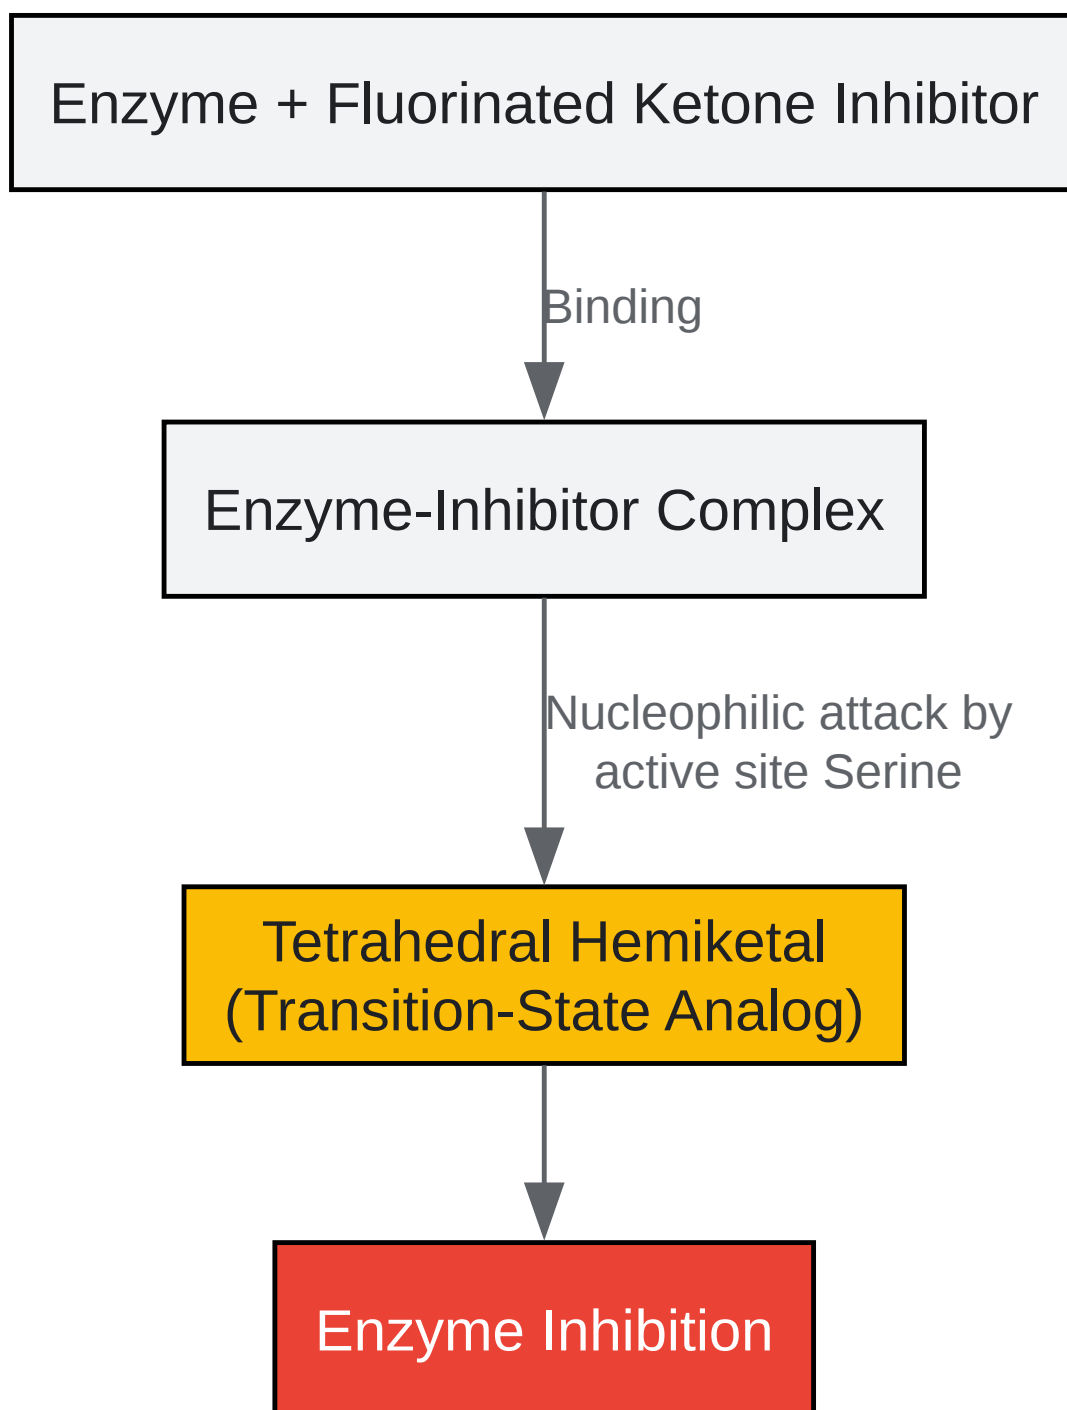 Enzyme + Fluorinated Ketone Inhibitor
Binding
Enzyme-Inhibitor Complex
Nucleophilic attack by
active site Serine
Tetrahedral Hemiketal
(Transition-State Analog)
Enzyme Inhibition